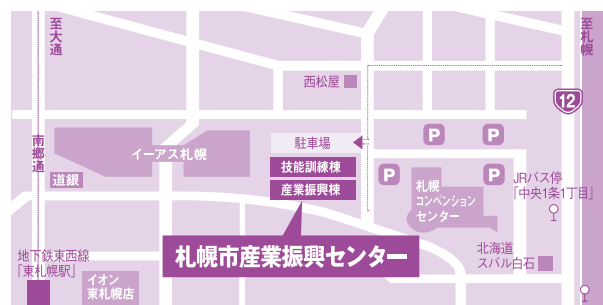 至大通
至札幌
西松屋
12
南郷通
駐車場
P
P
イーアス札幌
技能訓練棟
道銀
産業振興棟
P
P
札幌
コンベンション
センター
JRバス停
「中央1条1丁目」
札幌市産業振興センター
地下鉄東西線
「東札幌駅」
イオン
東札幌店
北海道
スバル白石